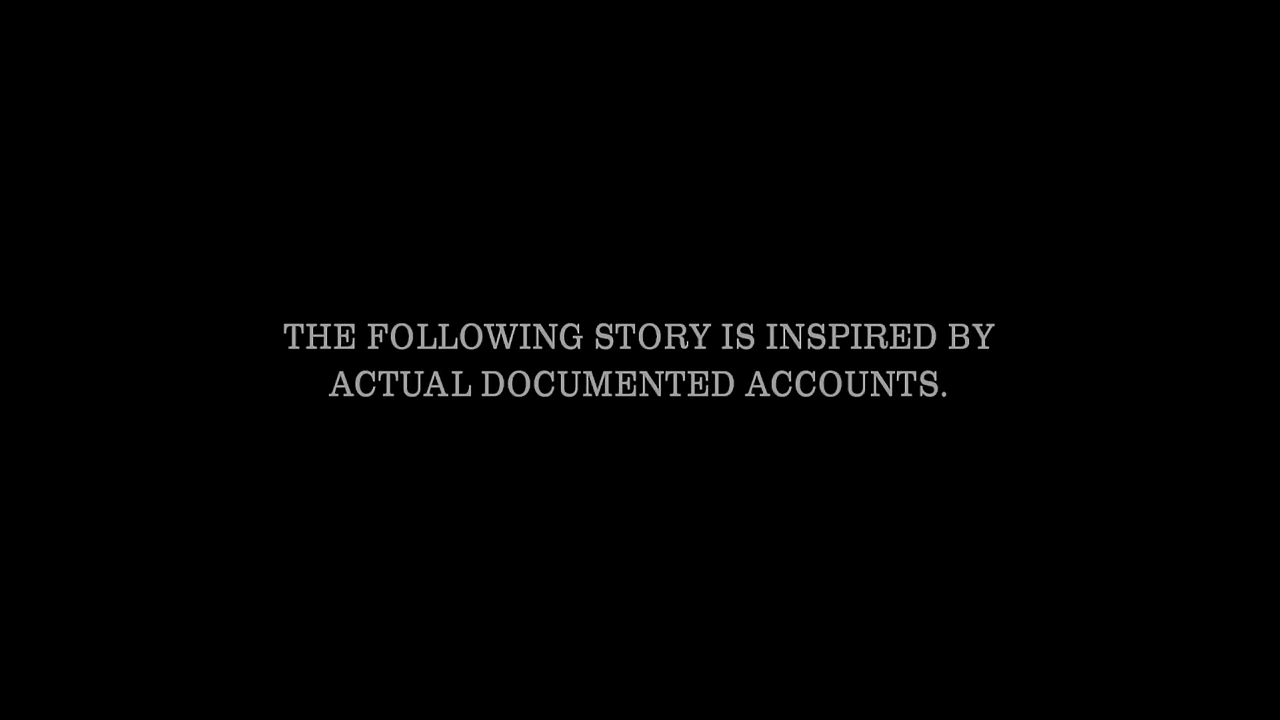 THE FOLLOWING STORY IS INSPIRED BY
ACTUAL DOCUMENTED ACCOUNTS.